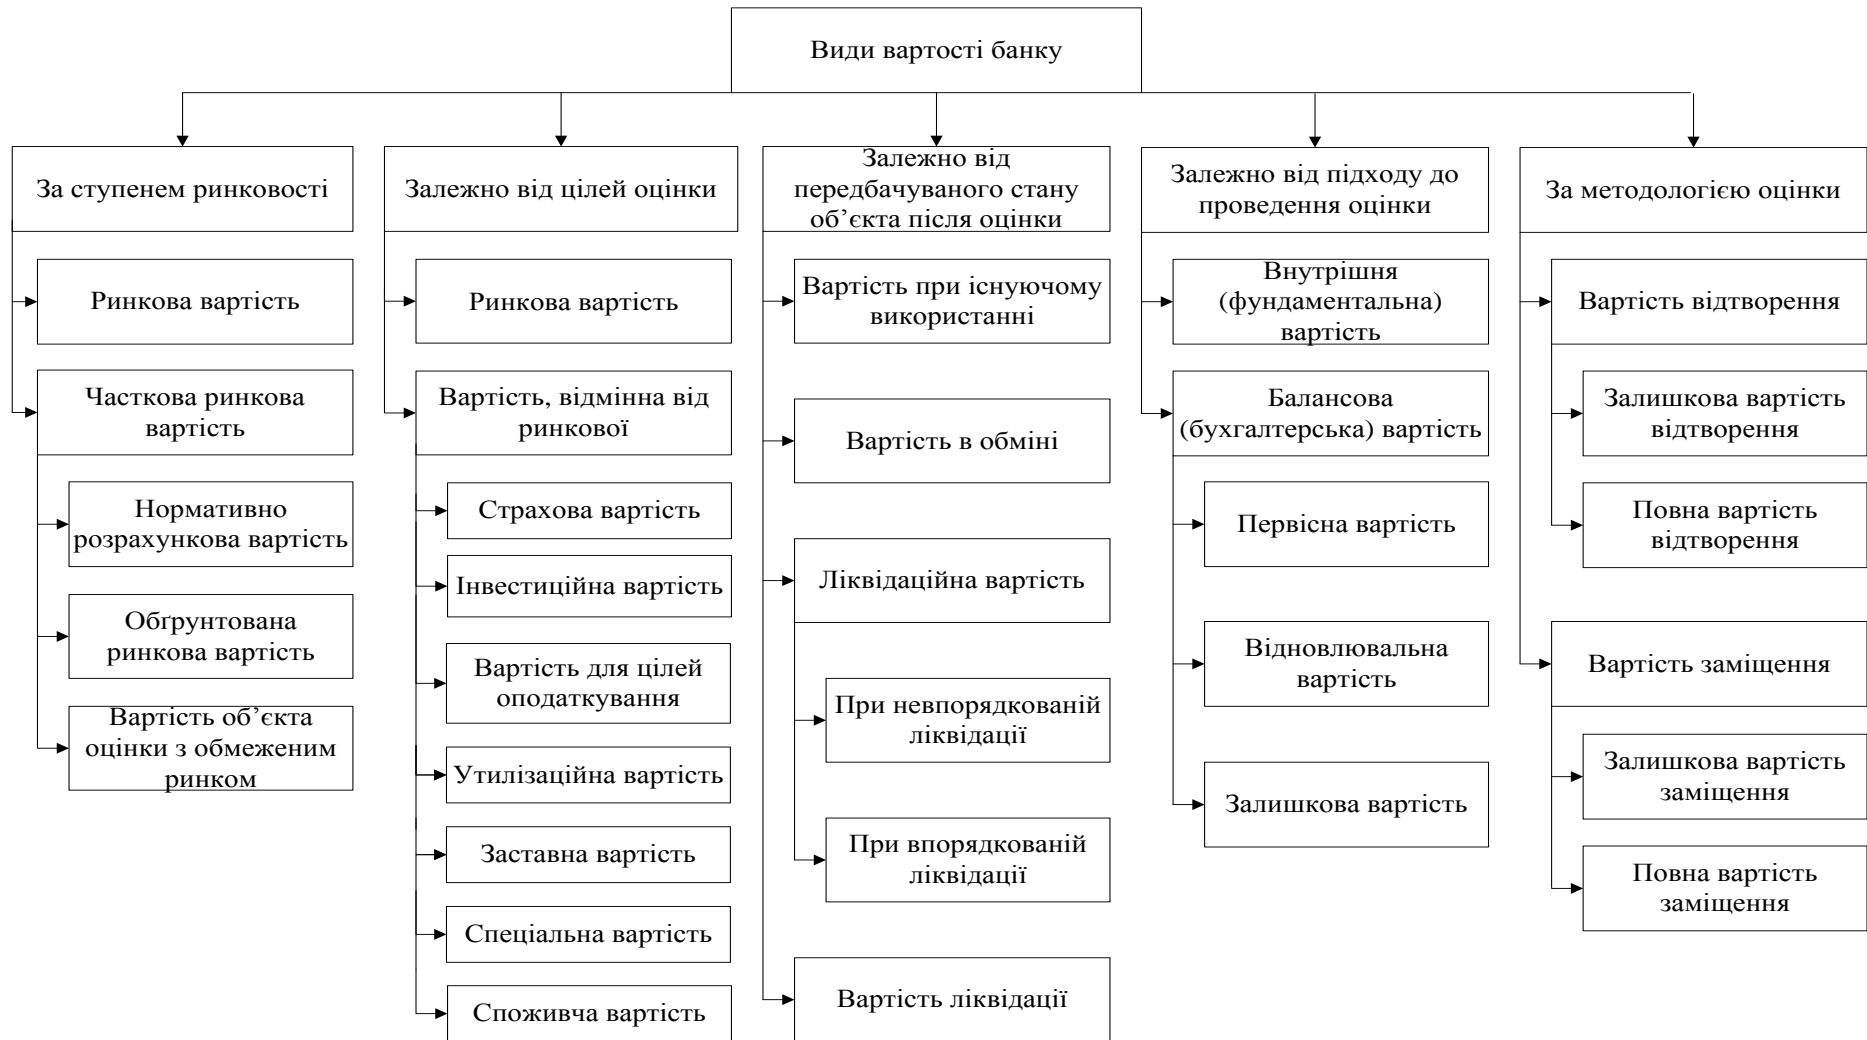 Види вартості банку
За ступенем ринковості
Ринкова вартість
Часткова ринкова
вартість
Нормативно
розрахункова вартість
Обґрунтована
ринкова вартість
Вартість об’єкта
оцінки з обмеженим
ринком
Залежно від цілей оцінки
Ринкова вартість
Вартість, відмінна від
ринкової
Страхова вартість
Інвестиційна вартість
Вартість для цілей
оподаткування
Утилізаційна вартість
Заставна вартість
Спеціальна вартість
Споживча вартість
Залежно від
передбачуваного стану
об’єкта після оцінки
Вартість при існуючому
використанні
Вартість в обміні
Ліквідаційна вартість
При невпорядкованій
ліквідації
При впорядкованій
ліквідації
Вартість ліквідації
Залежно від підходу до
проведення оцінки
Внутрішня
(фундаментальна)
вартість
Балансова
(бухгалтерська) вартість
Первісна вартість
Відновлювальна
вартість
Залишкова вартість
За методологією оцінки
Вартість відтворення
Залишкова вартість
відтворення
Повна вартість
відтворення
Вартість заміщення
Залишкова вартість
заміщення
Повна вартість
заміщення